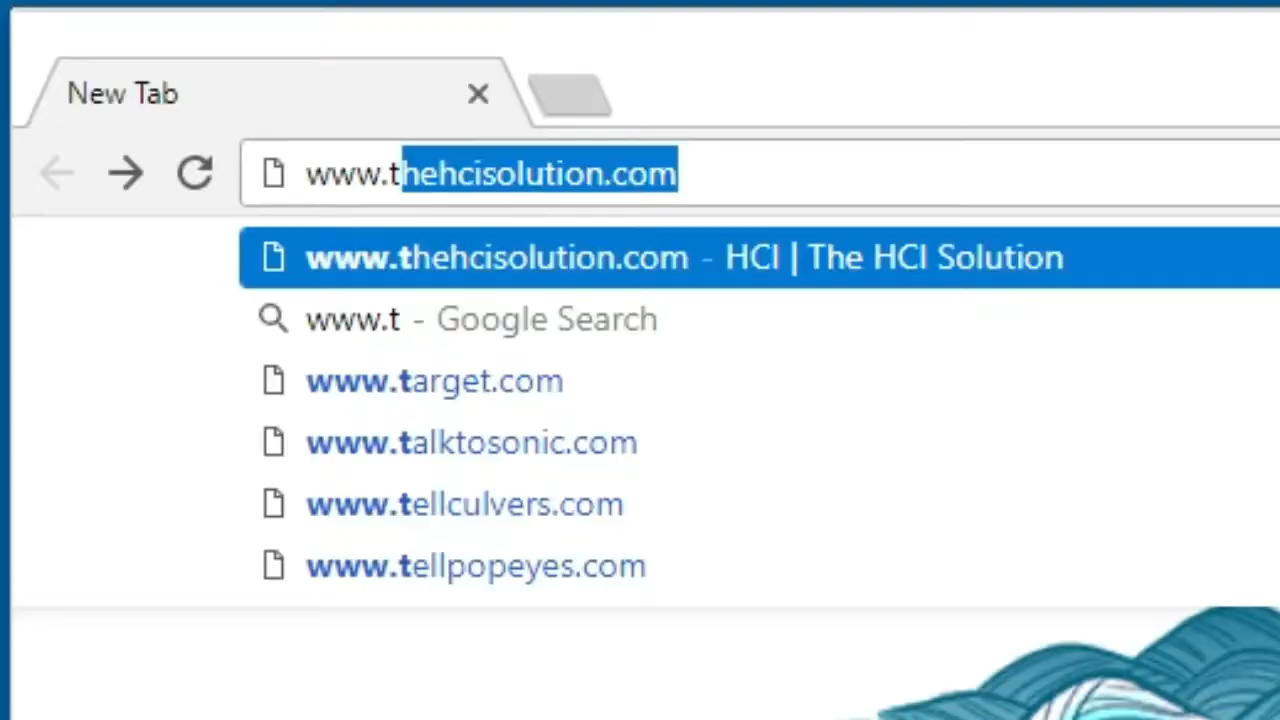 New Tab
www.thehcisolution.com
www.thehcisolution.com - HCI | The HCI Solution
www.t - Google Search
www.target.com
www.talktosonic.com
www.tellculvers.com
www.tellpopeyes.com